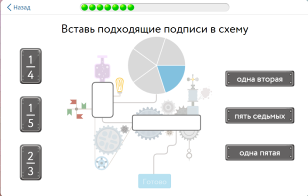 Назад
Вставь подходящие подписи в схему
1
4
одна вторая
1
5
пять седьмых
2
3
одна пятая
Готово